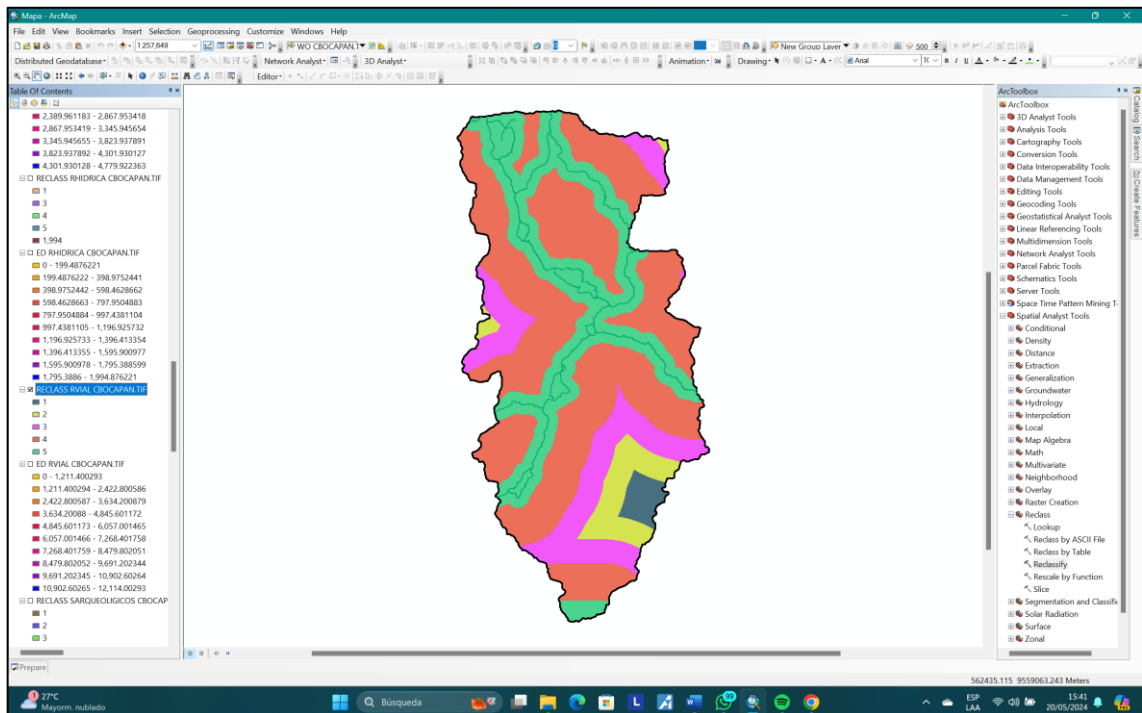 Mapa - ArcMap
File Edit View Bookmarks Insert Selection Geoprocessing Customize Windows Help
1:257,649
WO CBOCAPAN.T
New Group Layer
500
Distributed Geodatabase
Network Analyst
3D Analyst
Animation
Drawing
A
Arial
10
B I U
A
Editor
Table Of Contents
2,389.961183 - 2,867.953418
2,867.953419 - 3,345.945654
3,345.945655 - 3,823.937891
3,823.937892 - 4,301.930127
4,301.930128 - 4,779.922363
RECLASS RHIDRICA CBOCAPAN.TIF
1
3
4
5
1,994
ED RHIDRICA CBOCAPAN.TIF
0 - 199.4876221
199.4876222 - 398.9752441
398.9752442 - 598.4628662
598.4628663 - 797.9504883
797.9504884 - 997.4381104
997.4381105 - 1,196.925732
1,196.925733 - 1,396.413354
1,396.413355 - 1,595.900977
1,595.900978 - 1,795.388599
1,795.3886 - 1,994.876221
RECLASS RVIAL CBOCAPAN.TIF
1
2
3
4
5
ED RVIAL CBOCAPAN.TIF
0 - 1,211.400293
1,211.400294 - 2,422.800586
2,422.800587 - 3,634.200879
3,634.20088 - 4,845.601172
4,845.601173 - 6,057.001465
6,057.001466 - 7,268.401758
7,268.401759 - 8,479.802051
8,479.802052 - 9,691.202344
9,691.202345 - 10,902.60264
10,902.60265 - 12,114.00293
RECLASS SARQUEOLIGICOS CBOCAP
1
2
3
ArcToolbox
ArcToolbox
3D Analyst Tools
Analysis Tools
Cartography Tools
Conversion Tools
Data Interoperability Tools
Data Management Tools
Editing Tools
Geocoding Tools
Geostatistical Analyst Tools
Linear Referencing Tools
Multidimension Tools
Network Analyst Tools
Parcel Fabric Tools
Schematics Tools
Server Tools
Space Time Pattern Mining T
Spatial Analyst Tools
Conditional
Density
Distance
Extraction
Generalization
Groundwater
Hydrology
Interpolation
Local
Map Algebra
Math
Multivariate
Neighborhood
Overlay
Raster Creation
Reclass
Lookup
Reclass by ASCII File
Reclass by Table
Reclassify
Rescale by Function
Slice
Segmentation and Classifi
Solar Radiation
Surface
Zonal
Catalog
Search
Create Features
Prepare
562435.115 9559063.243 Meters
1
27°C
Mayorm. nublado
Búsqueda
L
99
ESP
LAA
15:41
20/05/2024